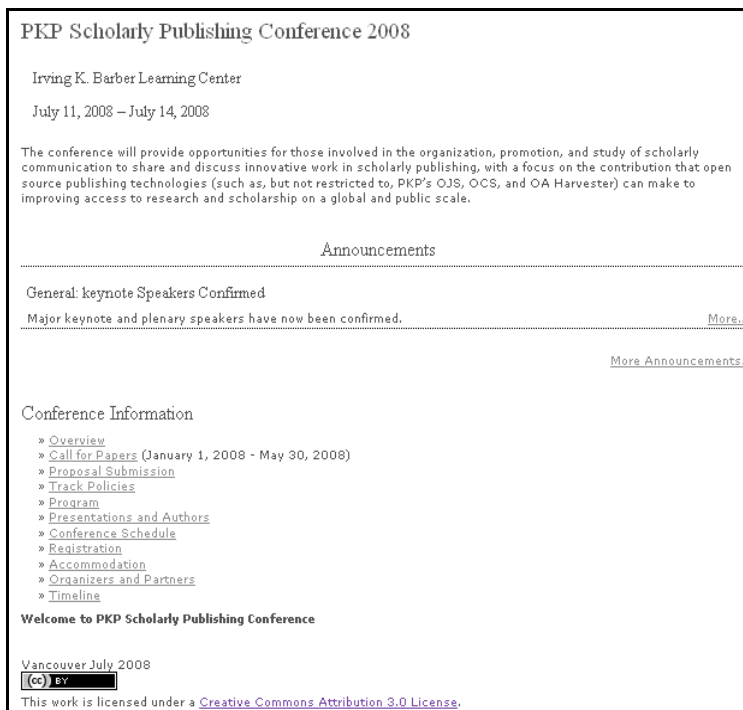 PKP Scholarly Publishing Conference 2008
Irving K. Barber Learning Center
July 11, 2008 – July 14, 2008
The conference will provide opportunities for those involved in the organization, promotion, and study of scholarly
communication to share and discuss innovative work in scholarly publishing, with a focus on the contribution that open
source publishing technologies (such as, but not restricted to, PKP's OJS, OCS, and OA Harvester) can make to
improving access to research and scholarship on a global and public scale.
Announcements
General: keynote Speakers Confirmed
Major keynote and plenary speakers have now been confirmed. More..
More Announcements.
Conference Information
» Overview
» Call for Papers (January 1, 2008 - May 30, 2008)
» Proposal Submission
» Track Policies
» Program
» Presentations and Authors
» Conference Schedule
» Registration
» Accommodation
» Organizers and Partners
» Timeline
Welcome to PKP Scholarly Publishing Conference
Vancouver July 2008
(cc) BY
This work is licensed under a Creative Commons Attribution 3.0 License.